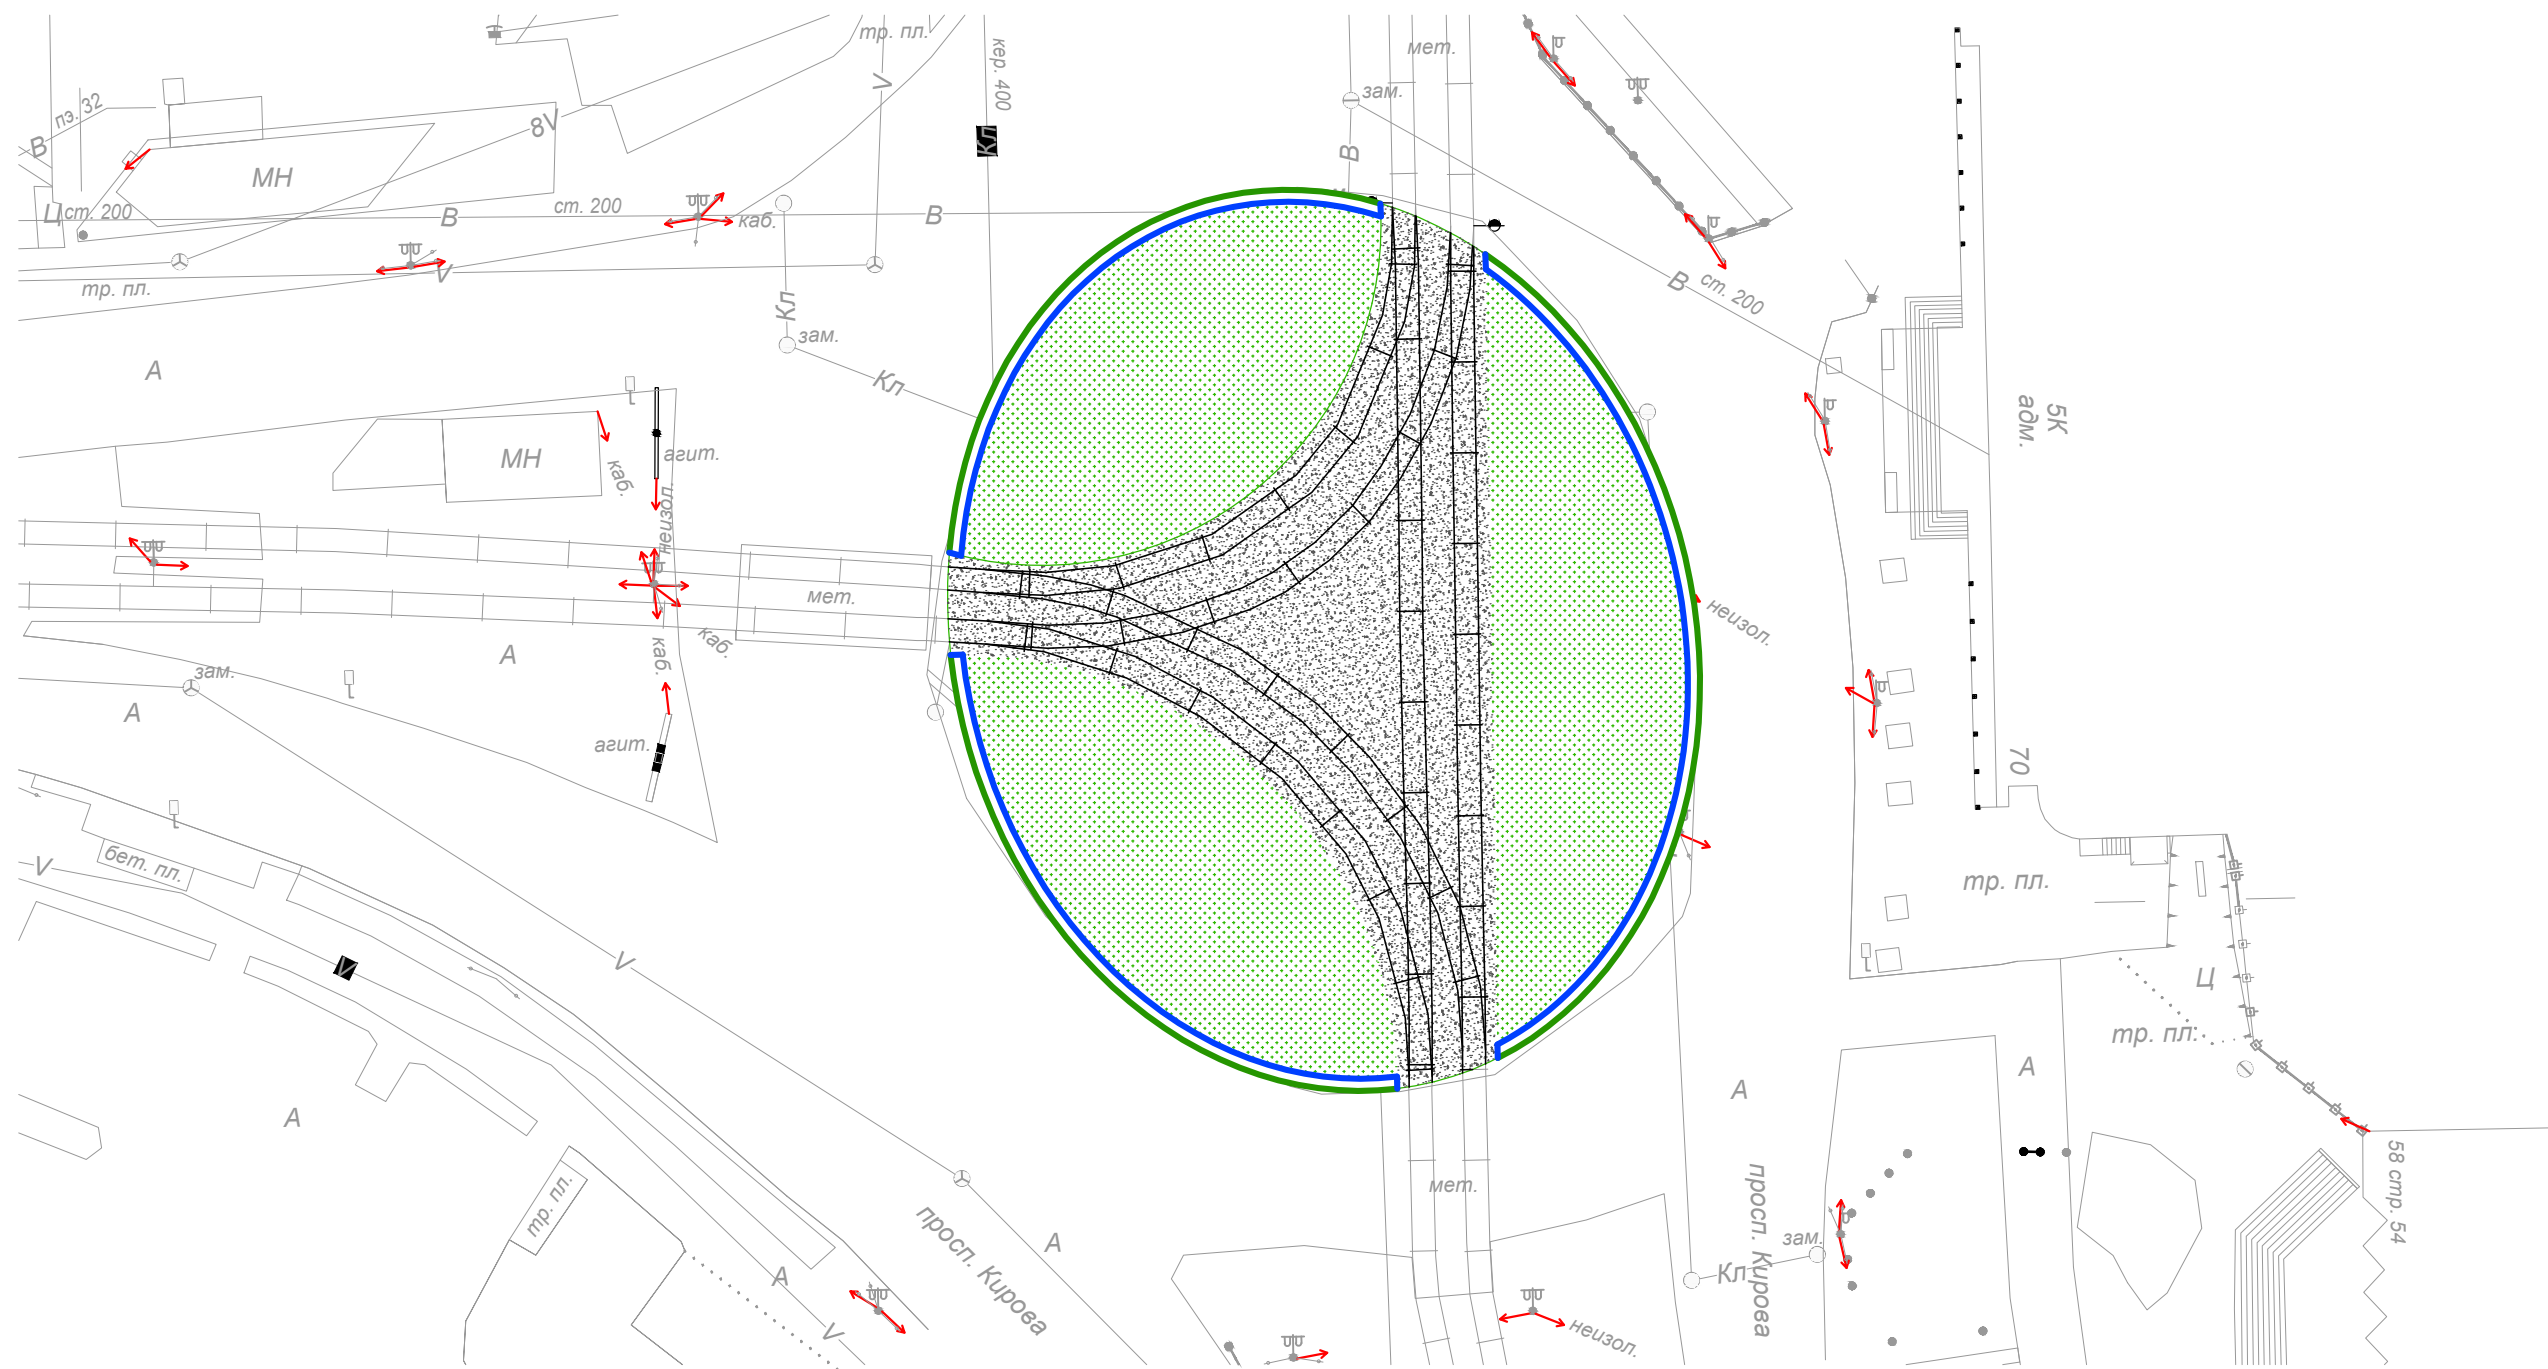 тр. пл.
кер. 400
мет.
зам.
пэ. 32
В
8V
V
Кл
В
МН
Ц
ст. 200
В
ст. 200
каб.
В
V
тр. пл.
Кл
зам.
Кл
В
ст. 200
А
МН
каб.
агит.
неизол.
5К
адм.
мет.
неизол.
А
каб.
каб.
зам.
А
агит.
70
V
бет. пл.
тр. пл.
V
V
Ц
тр. пл.
А
А
А
58 стр. 54
мет.
просп. Кирова
тр. пл.
просп. Кирова
А
зам.
Кл
А
V
неизол.